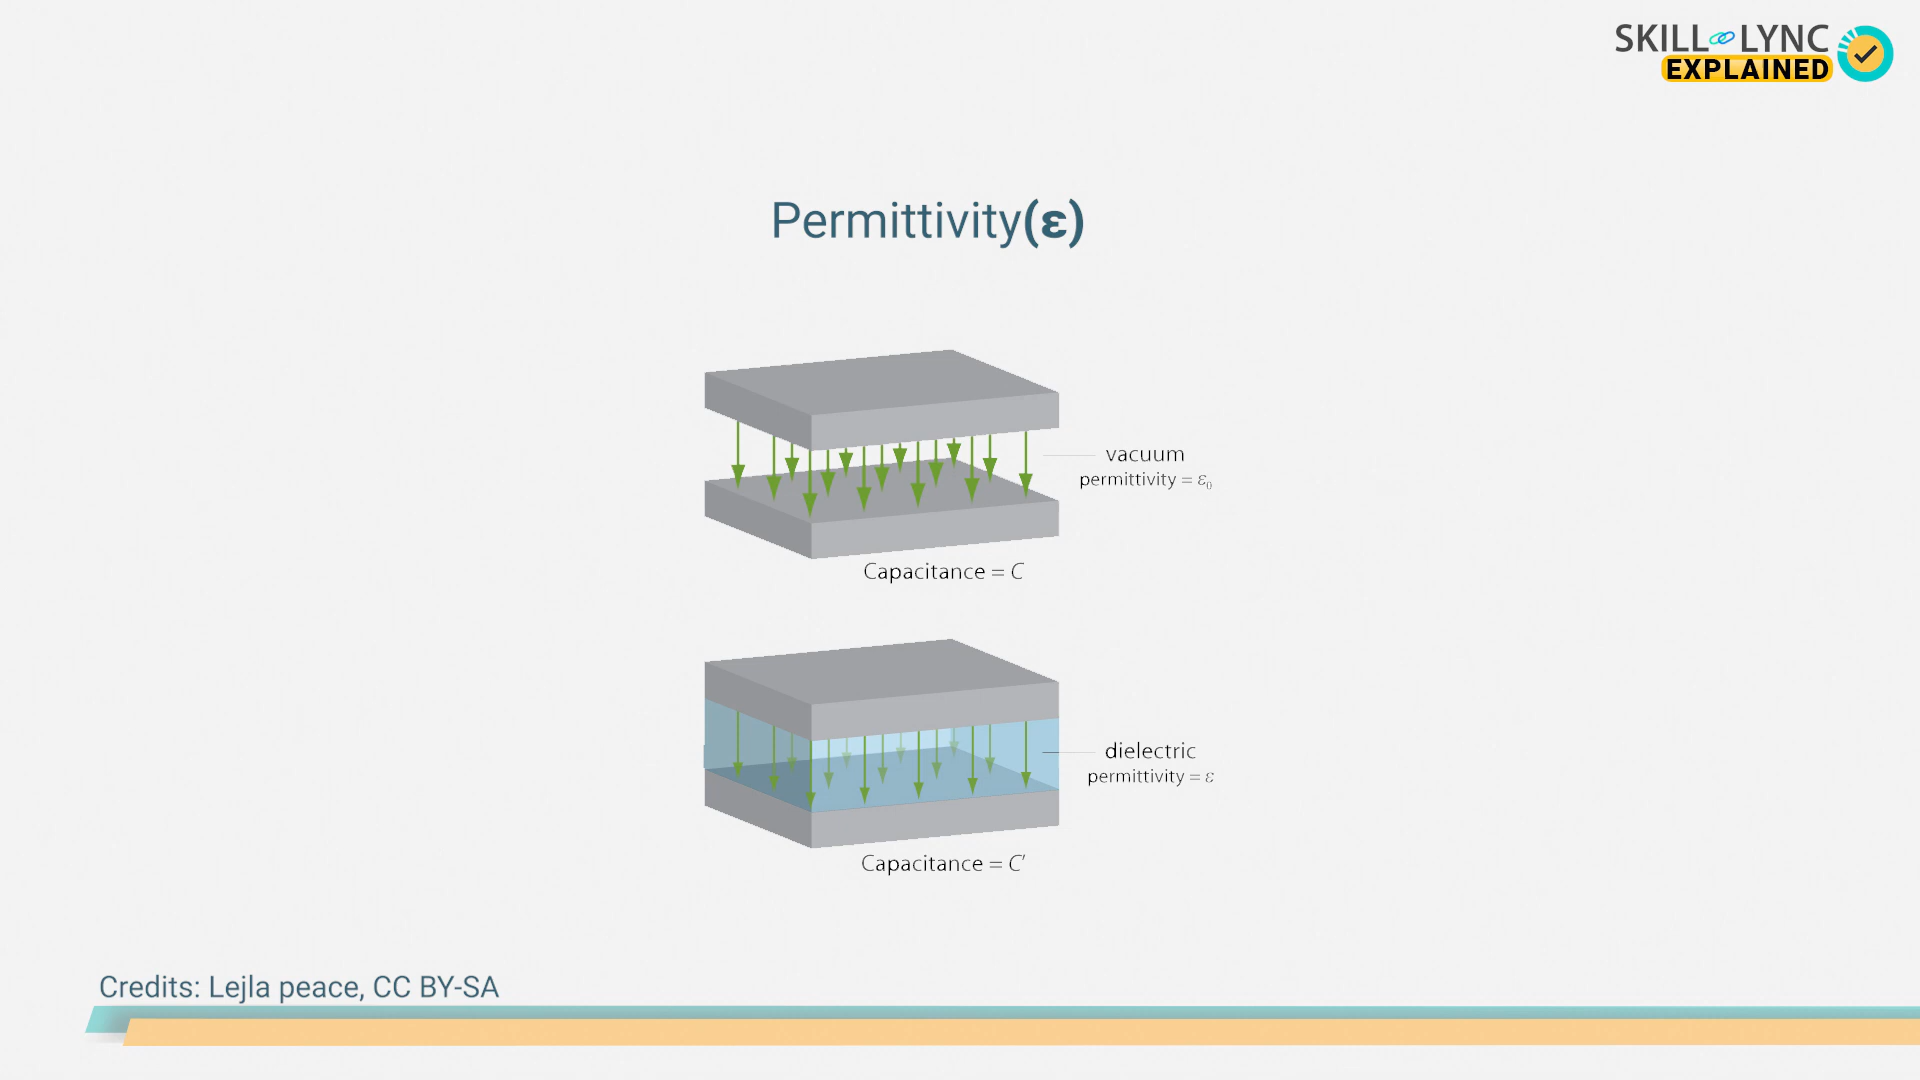 SKILL LYNC
EXPLAINED
Permittivity(ε)
vacuum
permittivity = ε₀
Capacitance = C
dielectric
permittivity = ε
Capacitance = C′
Credits: Lejla peace, CC BY-SA